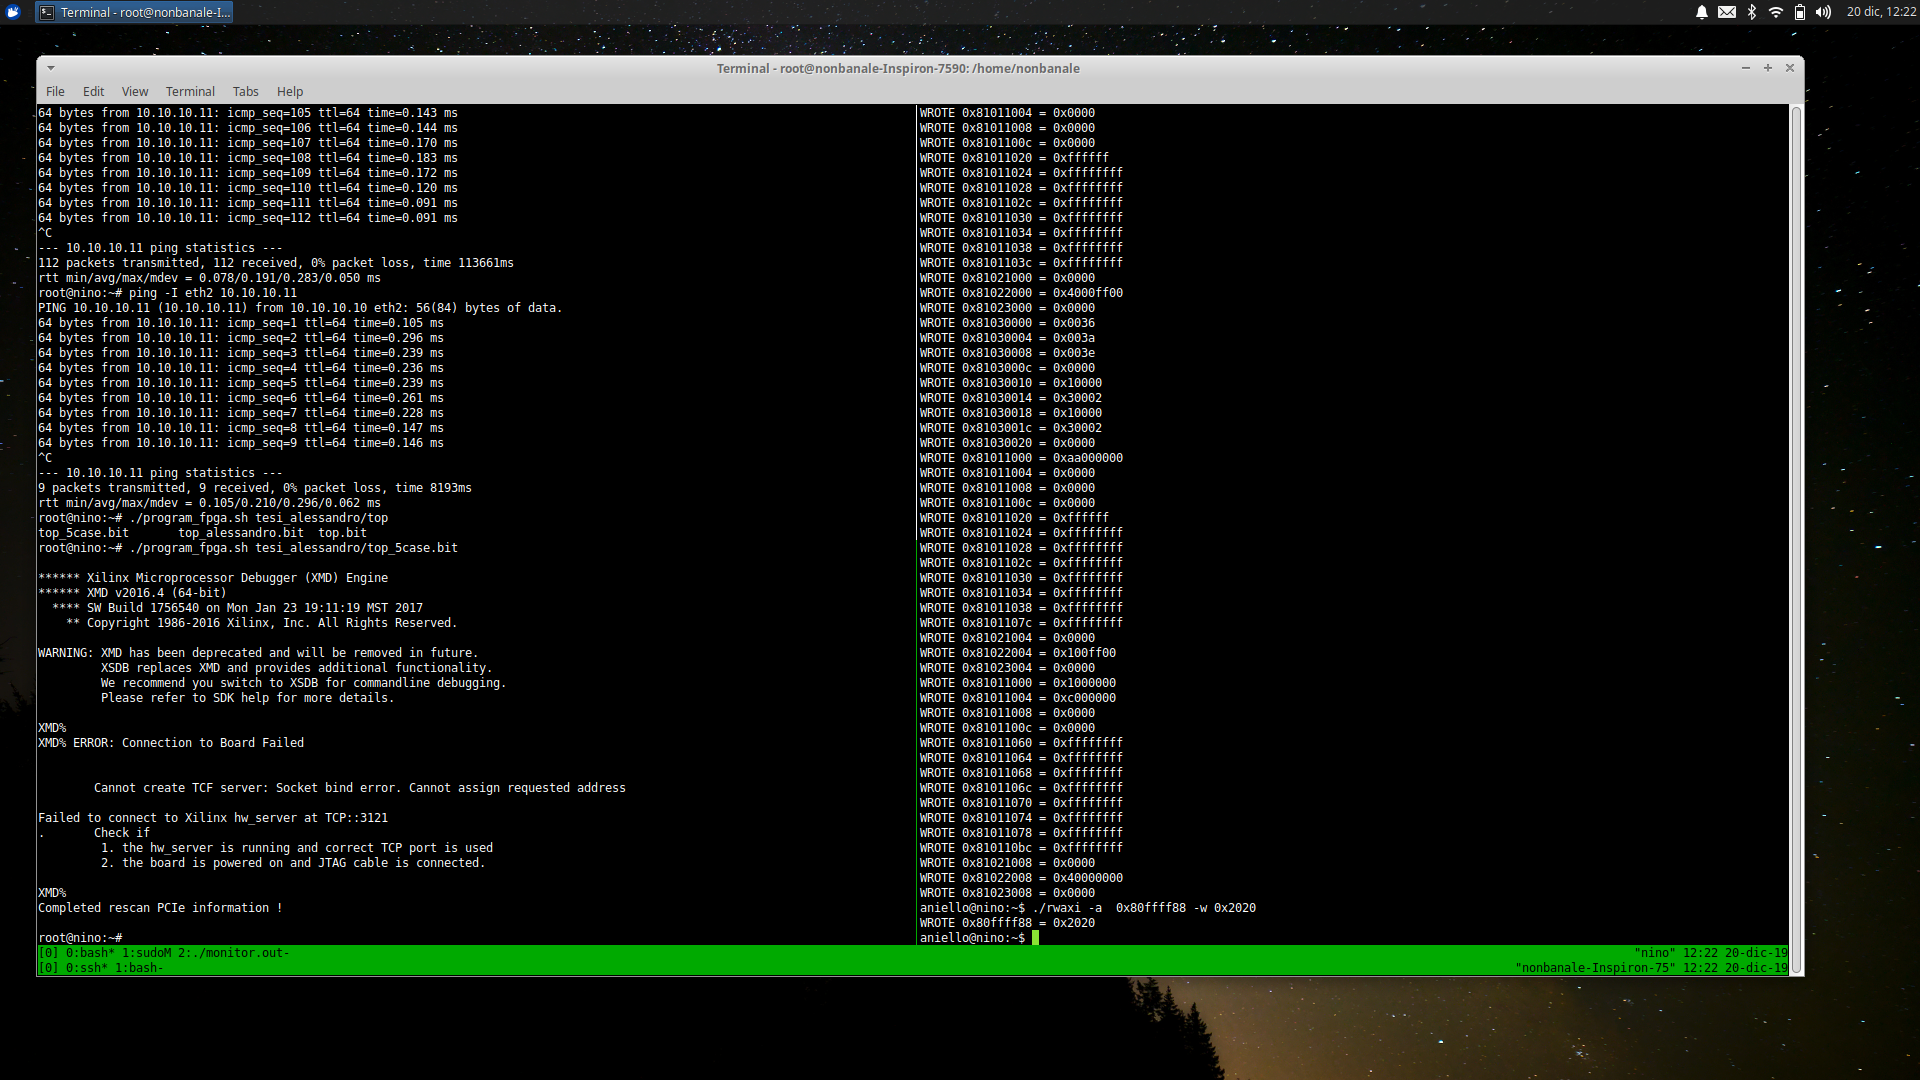 Terminal - root@nonbanale-I...
20 dic, 12:22
Terminal - root@nonbanale-Inspiron-7590: /home/nonbanale
File Edit View Terminal Tabs Help
64 bytes from 10.10.10.11: icmp_seq=105 ttl=64 time=0.143 ms
64 bytes from 10.10.10.11: icmp_seq=106 ttl=64 time=0.144 ms
64 bytes from 10.10.10.11: icmp_seq=107 ttl=64 time=0.170 ms
64 bytes from 10.10.10.11: icmp_seq=108 ttl=64 time=0.183 ms
64 bytes from 10.10.10.11: icmp_seq=109 ttl=64 time=0.172 ms
64 bytes from 10.10.10.11: icmp_seq=110 ttl=64 time=0.120 ms
64 bytes from 10.10.10.11: icmp_seq=111 ttl=64 time=0.091 ms
64 bytes from 10.10.10.11: icmp_seq=112 ttl=64 time=0.091 ms
^C
--- 10.10.10.11 ping statistics ---
112 packets transmitted, 112 received, 0% packet loss, time 113661ms
rtt min/avg/max/mdev = 0.078/0.191/0.283/0.050 ms
root@nino:~# ping -I eth2 10.10.10.11
PING 10.10.10.11 (10.10.10.11) from 10.10.10.10 eth2: 56(84) bytes of data.
64 bytes from 10.10.10.11: icmp_seq=1 ttl=64 time=0.105 ms
64 bytes from 10.10.10.11: icmp_seq=2 ttl=64 time=0.296 ms
64 bytes from 10.10.10.11: icmp_seq=3 ttl=64 time=0.239 ms
64 bytes from 10.10.10.11: icmp_seq=4 ttl=64 time=0.236 ms
64 bytes from 10.10.10.11: icmp_seq=5 ttl=64 time=0.239 ms
64 bytes from 10.10.10.11: icmp_seq=6 ttl=64 time=0.261 ms
64 bytes from 10.10.10.11: icmp_seq=7 ttl=64 time=0.228 ms
64 bytes from 10.10.10.11: icmp_seq=8 ttl=64 time=0.147 ms
64 bytes from 10.10.10.11: icmp_seq=9 ttl=64 time=0.146 ms
^C
--- 10.10.10.11 ping statistics ---
9 packets transmitted, 9 received, 0% packet loss, time 8193ms
rtt min/avg/max/mdev = 0.105/0.210/0.296/0.062 ms
root@nino:~# ./program_fpga.sh tesi_alessandro/top
top_5case.bit top_alessandro.bit top.bit
root@nino:~# ./program_fpga.sh tesi_alessandro/top_5case.bit
****** Xilinx Microprocessor Debugger (XMD) Engine
****** XMD v2016.4 (64-bit)
**** SW Build 1756540 on Mon Jan 23 19:11:19 MST 2017
** Copyright 1986-2016 Xilinx, Inc. All Rights Reserved.
WARNING: XMD has been deprecated and will be removed in future.
XSDB replaces XMD and provides additional functionality.
We recommend you switch to XSDB for commandline debugging.
Please refer to SDK help for more details.
XMD%
XMD% ERROR: Connection to Board Failed
Cannot create TCF server: Socket bind error. Cannot assign requested address
Failed to connect to Xilinx hw_server at TCP::3121
. Check if
1. the hw_server is running and correct TCP port is used
2. the board is powered on and JTAG cable is connected.
XMD%
Completed rescan PCIe information !
root@nino:~#
WROTE 0x81011004 = 0x0000
WROTE 0x81011008 = 0x0000
WROTE 0x8101100c = 0x0000
WROTE 0x81011020 = 0xffffff
WROTE 0x81011024 = 0xffffffff
WROTE 0x81011028 = 0xffffffff
WROTE 0x8101102c = 0xffffffff
WROTE 0x81011030 = 0xffffffff
WROTE 0x81011034 = 0xffffffff
WROTE 0x81011038 = 0xffffffff
WROTE 0x8101103c = 0xffffffff
WROTE 0x81021000 = 0x0000
WROTE 0x81022000 = 0x4000ff00
WROTE 0x81023000 = 0x0000
WROTE 0x81030000 = 0x0036
WROTE 0x81030004 = 0x003a
WROTE 0x81030008 = 0x003e
WROTE 0x8103000c = 0x0000
WROTE 0x81030010 = 0x10000
WROTE 0x81030014 = 0x30002
WROTE 0x81030018 = 0x10000
WROTE 0x8103001c = 0x30002
WROTE 0x81030020 = 0x0000
WROTE 0x81011000 = 0xaa000000
WROTE 0x81011004 = 0x0000
WROTE 0x81011008 = 0x0000
WROTE 0x8101100c = 0x0000
WROTE 0x81011020 = 0xffffff
WROTE 0x81011024 = 0xffffffff
WROTE 0x81011028 = 0xffffffff
WROTE 0x8101102c = 0xffffffff
WROTE 0x81011030 = 0xffffffff
WROTE 0x81011034 = 0xffffffff
WROTE 0x81011038 = 0xffffffff
WROTE 0x8101107c = 0xffffffff
WROTE 0x81021004 = 0x0000
WROTE 0x81022004 = 0x100ff00
WROTE 0x81023004 = 0x0000
WROTE 0x81011000 = 0x1000000
WROTE 0x81011004 = 0xc000000
WROTE 0x81011008 = 0x0000
WROTE 0x8101100c = 0x0000
WROTE 0x81011060 = 0xffffffff
WROTE 0x81011064 = 0xffffffff
WROTE 0x81011068 = 0xffffffff
WROTE 0x8101106c = 0xffffffff
WROTE 0x81011070 = 0xffffffff
WROTE 0x81011074 = 0xffffffff
WROTE 0x81011078 = 0xffffffff
WROTE 0x810110bc = 0xffffffff
WROTE 0x81021008 = 0x0000
WROTE 0x81022008 = 0x40000000
WROTE 0x81023008 = 0x0000
aniello@nino:~$ ./rwaxi -a 0x80ffff88 -w 0x2020
WROTE 0x80ffff88 = 0x2020
aniello@nino:~$
[0] 0:bash* 1:sudoM 2:./monitor.out- "nino" 12:22 20-dic-19
[0] 0:ssh* 1:bash- "nonbanale-Inspiron-75" 12:22 20-dic-19